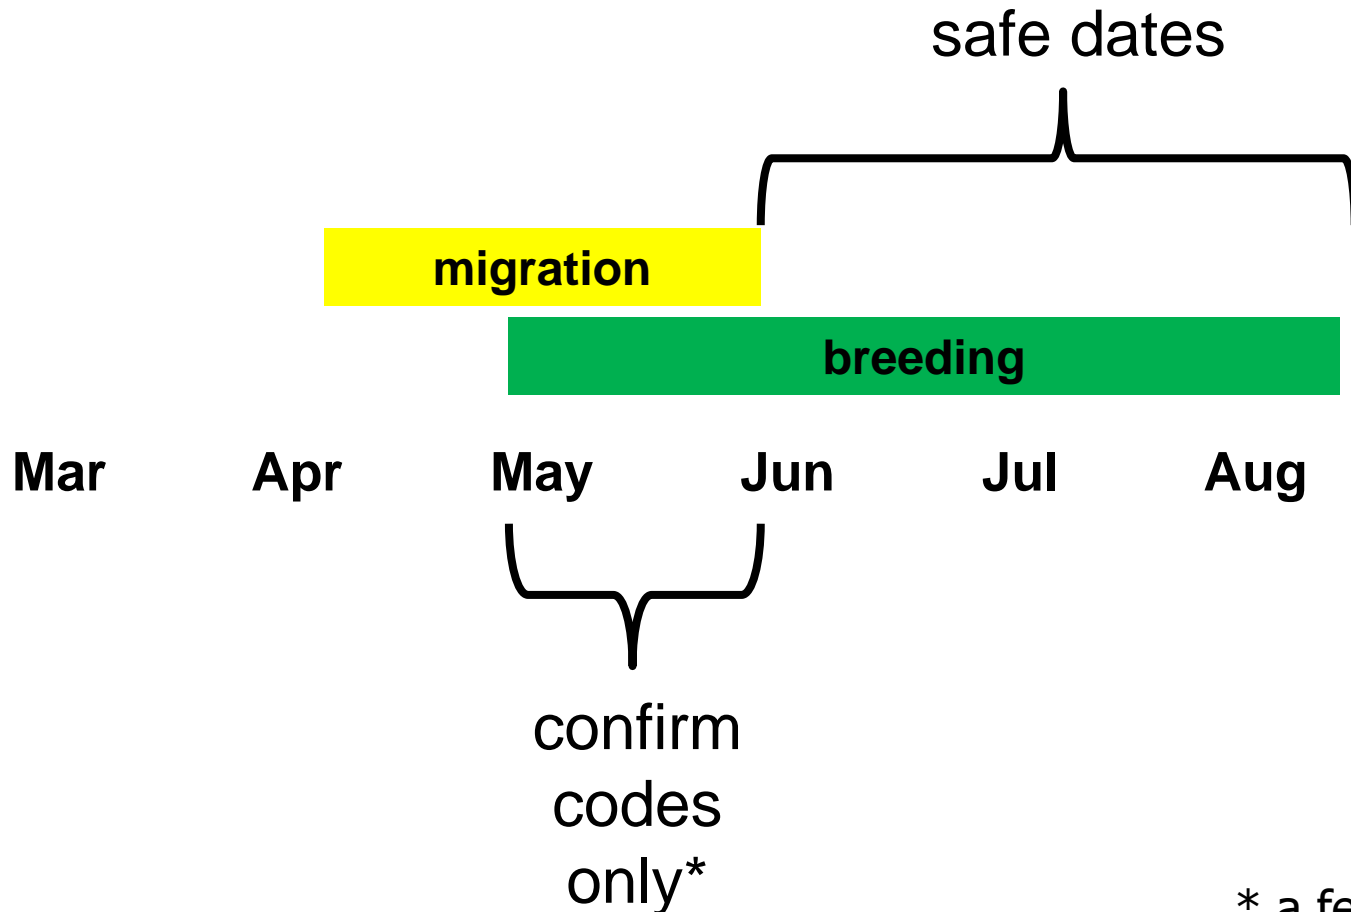 safe dates
migration
breeding
Mar Apr May Jun Jul Aug
confirm
codes
only*
* a